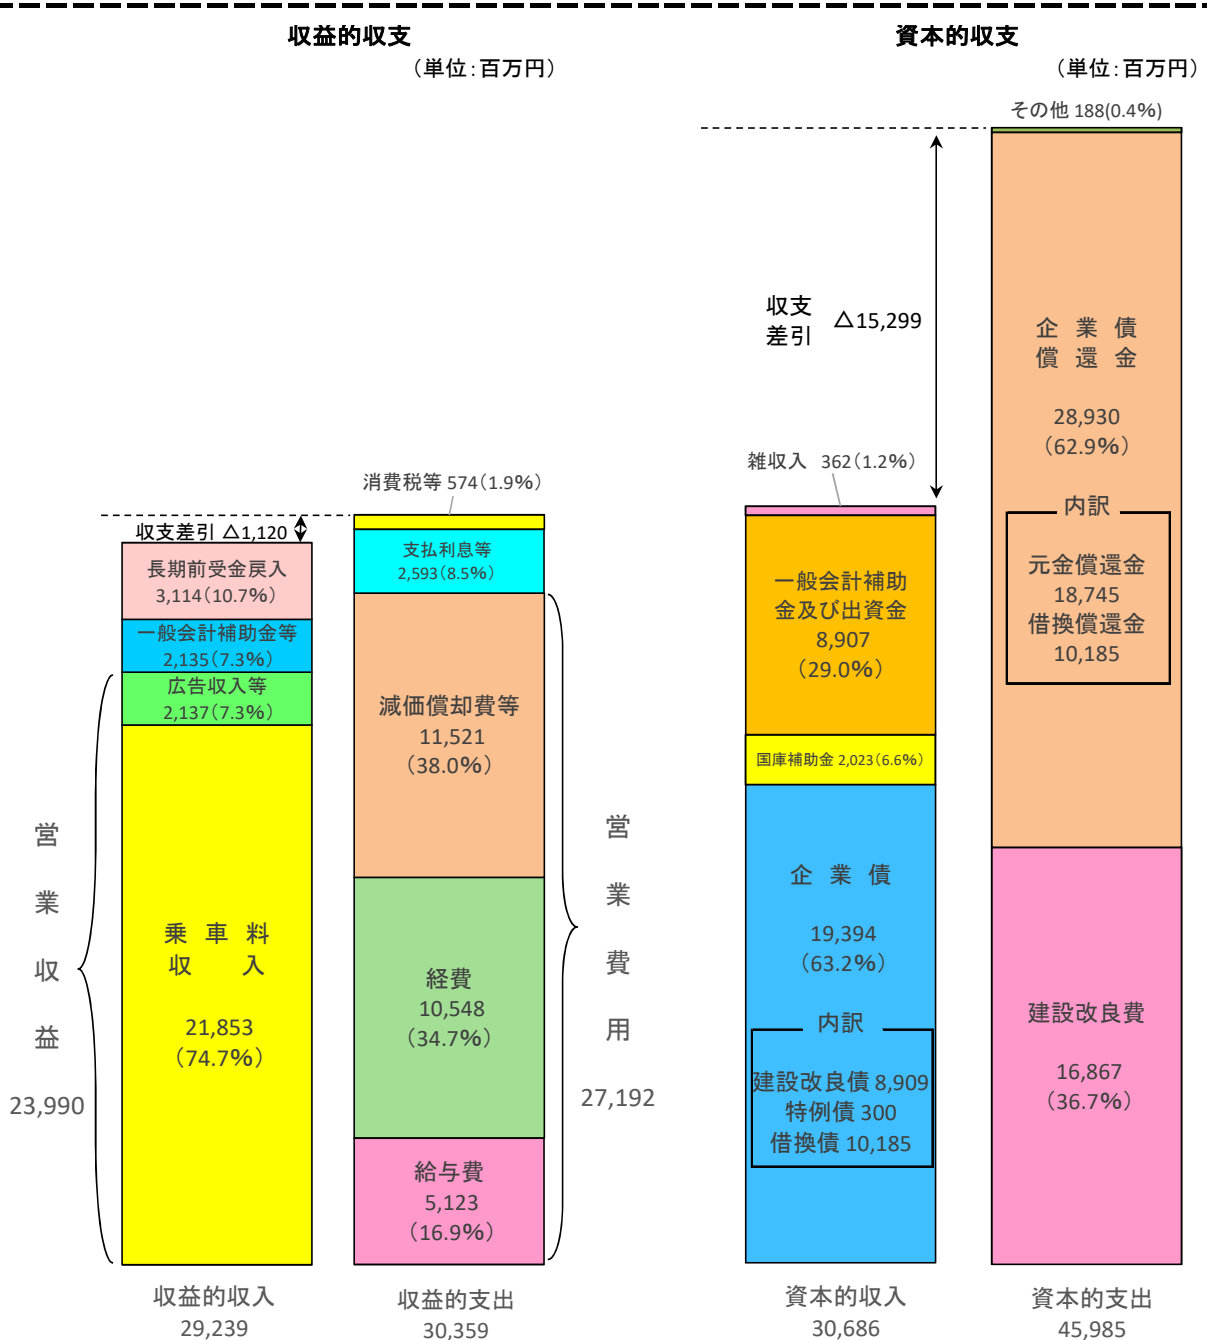 収益的収支
（単位：百万円）
消費税等 574（1.9%）
収支差引 △1,120
長期前受金戻入
3,114（10.7%）
一般会計補助金等
2,135（7.3%）
広告収入等
2,137（7.3%）
乗車料
収入
21,853
（74.7%）
営業収益
23,990
支払利息等
2,593（8.5%）
減価償却費等
11,521
（38.0%）
経費
10,548
（34.7%）
給与費
5,123
（16.9%）
営業費用
27,192
収益的収入
29,239
収益的支出
30,359
資本的収支
（単位：百万円）
その他 188(0.4%)
収支
差引 △15,299
雑収入 362（1.2%）
一般会計補助
金及び出資金
8,907
（29.0%）
国庫補助金 2,023（6.6%）
企業債
19,394
（63.2%）
内訳
建設改良債 8,909
特例債 300
借換債 10,185
企業債
償還金
28,930
（62.9%）
内訳
元金償還金
18,745
借換償還金
10,185
建設改良費
16,867
（36.7%）
資本的収入
30,686
資本的支出
45,985